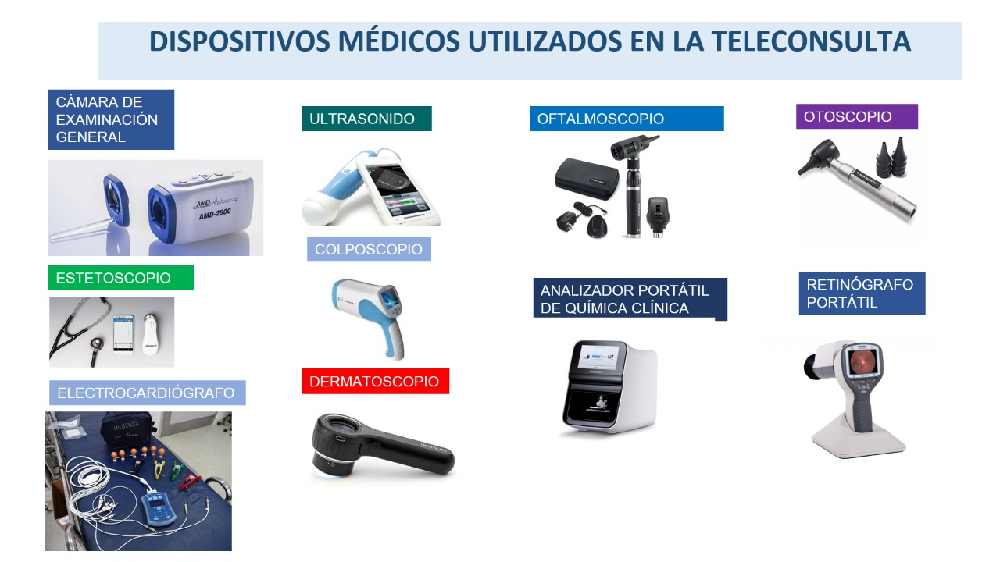 DISPOSITIVOS MÉDICOS UTILIZADOS EN LA TELECONSULTA
CÁMARA DE
EXAMINACIÓN
GENERAL
AMD
AMD-2500
ESTETOSCOPIO
ELECTROCARDIÓGRAFO
URGENCIA
ULTRASONIDO
COLPOSCOPIO
DERMATOSCOPIO
OFTALMOSCOPIO
ANALIZADOR PORTÁTIL
DE QUÍMICA CLÍNICA
OTOSCOPIO
RETINÓGRAFO
PORTÁTIL